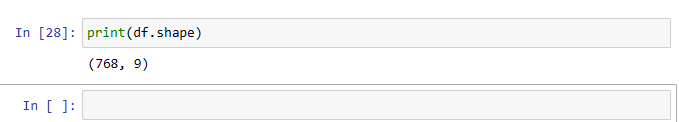 In [28]: print(df.shape)
(768, 9)
In [ ]: